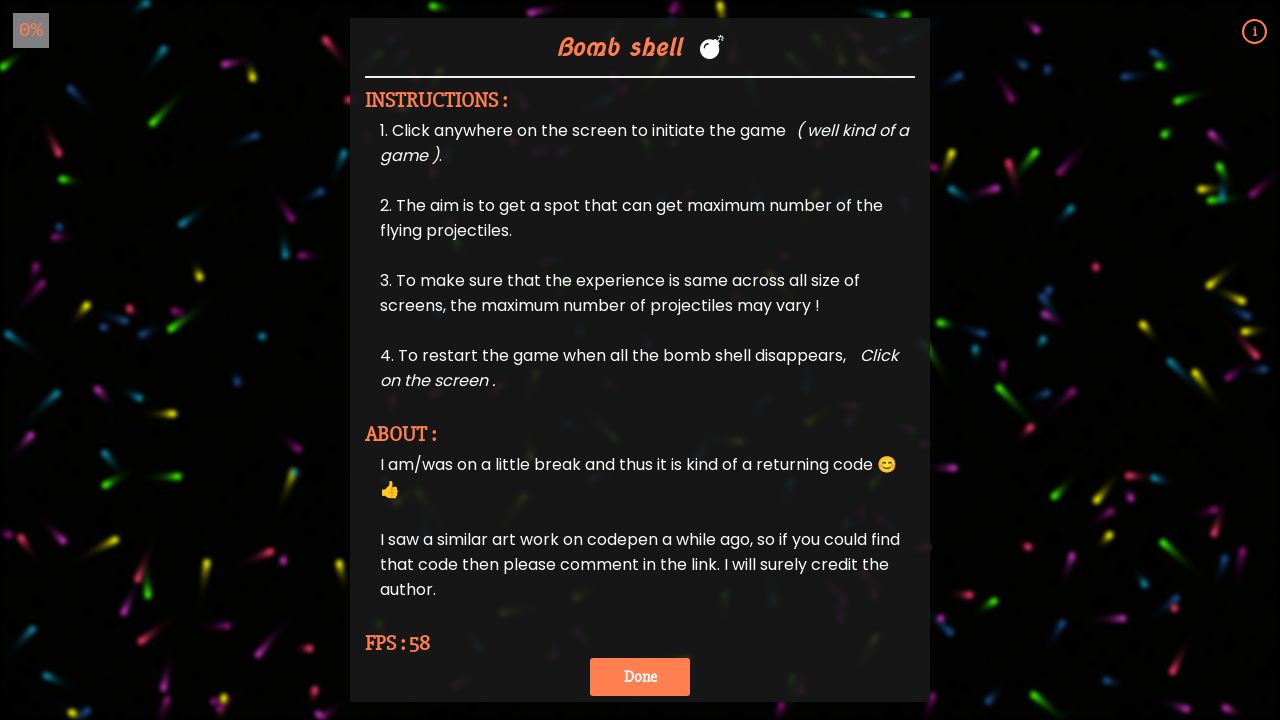 0%
i
Bomb shell 💣
INSTRUCTIONS :
1. Click anywhere on the screen to initiate the game ( well kind of a
game ).
2. The aim is to get a spot that can get maximum number of the
flying projectiles.
3. To make sure that the experience is same across all size of
screens, the maximum number of projectiles may vary !
4. To restart the game when all the bomb shell disappears, Click
on the screen .
ABOUT :
I am/was on a little break and thus it is kind of a returning code 😊
👍
I saw a similar art work on codepen a while ago, so if you could find
that code then please comment in the link. I will surely credit the
author.
FPS : 58
Done